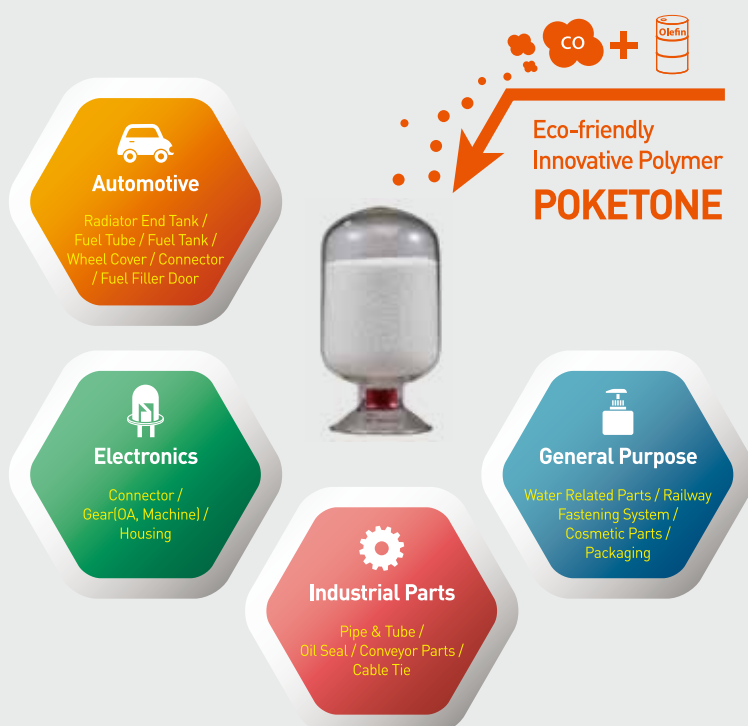 CO
Olefin
Eco-friendly
Innovative Polymer
POKETONE
Automotive
Radiator End Tank /
Fuel Tube / Fuel Tank /
Wheel Cover / Connector
/ Fuel Filler Door
Electronics
Connector /
Gear(OA, Machine) /
Housing
General Purpose
Water Related Parts / Railway
Fastening System /
Cosmetic Parts /
Packaging
Industrial Parts
Pipe & Tube /
Oil Seal / Conveyor Parts /
Cable Tie